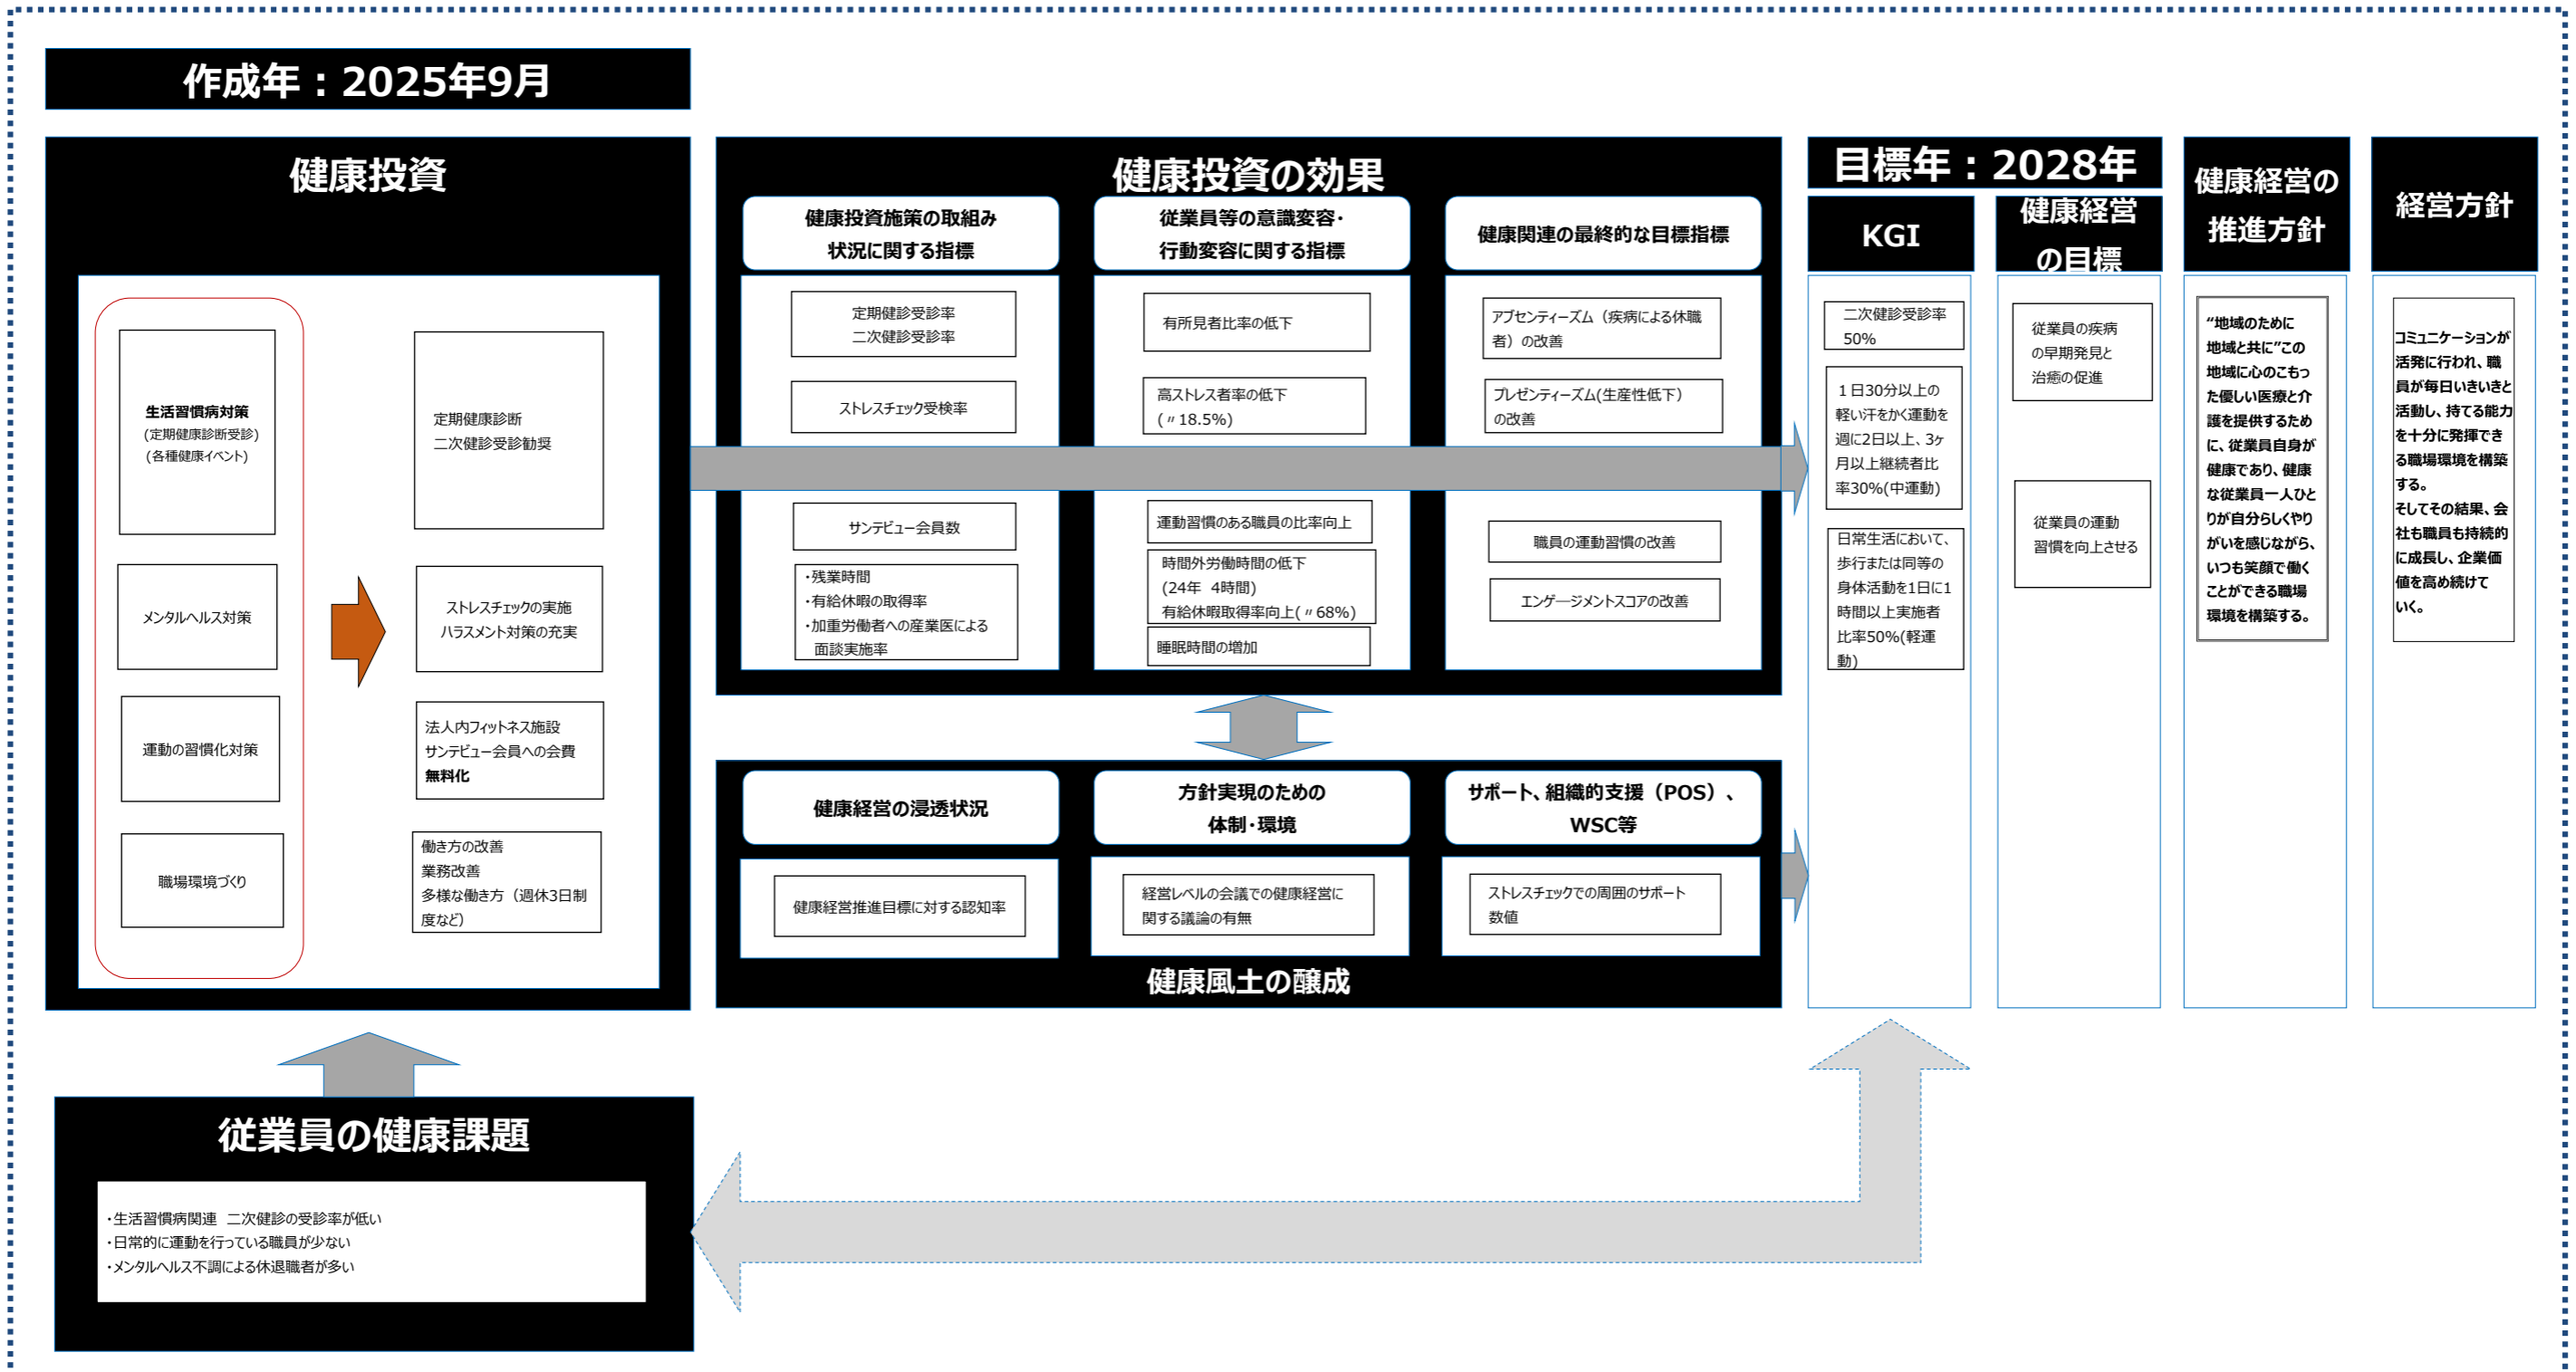 作成年：2025年9月
健康投資
生活習慣病対策
(定期健康診断受診)
(各種健康イベント)
メンタルヘルス対策
運動の習慣化対策
職場環境づくり
定期健康診断
二次健診受診勧奨
ストレスチェックの実施
ハラスメント対策の充実
法人内フィットネス施設
サンテビュー会員への会費
無料化
働き方の改善
業務改善
多様な働き方（週休3日制
度など）
健康投資の効果
健康投資施策の取組み
状況に関する指標
定期健診受診率
二次健診受診率
ストレスチェック受検率
サンテビュー会員数
・残業時間
・有給休暇の取得率
・加重労働者への産業医による
面談実施率
従業員等の意識変容・
行動変容に関する指標
有所見者比率の低下
高ストレス者率の低下
(〃18.5%)
運動習慣のある職員の比率向上
時間外労働時間の低下
(24年　4時間)
有給休暇取得率向上(〃68%)
睡眠時間の増加
健康関連の最終的な目標指標
アブセンティーズム（疾病による休職
者）の改善
プレゼンティーズム(生産性低下）
の改善
職員の運動習慣の改善
エンゲージメントスコアの改善
健康経営の浸透状況
健康経営推進目標に対する認知率
方針実現のための
体制・環境
経営レベルの会議での健康経営に
関する議論の有無
サポート、組織的支援（POS）、
WSC等
ストレスチェックでの周囲のサポート
数値
健康風土の醸成
目標年：2028年
KGI
二次健診受診率
50%
１日30分以上の
軽い汗をかく運動を
週に2日以上、3ヶ
月以上継続者比
率30%(中運動)
日常生活において、
歩行または同等の
身体活動を1日に1
時間以上実施者
比率50%(軽運
動)
健康経営
の目標
従業員の疾病
の早期発見と
治癒の促進
従業員の運動
習慣を向上させる
健康経営の
推進方針
“地域のために
地域と共に”この
地域に心のこもっ
た優しい医療と介
護を提供するため
に、従業員自身が
健康であり、健康
な従業員一人ひと
りが自分らしくやり
がいを感じながら、
いつも笑顔で働く
ことができる職場
環境を構築する。
経営方針
コミュニケーションが
活発に行われ、職
員が毎日いきいきと
活動し、持てる能力
を十分に発揮でき
る職場環境を構築
する。
そしてその結果、会
社も職員も持続的
に成長し、企業価
値を高め続けて
いく。
従業員の健康課題
・生活習慣病関連　二次健診の受診率が低い
・日常的に運動を行っている職員が少ない
・メンタルヘルス不調による休退職者が多い